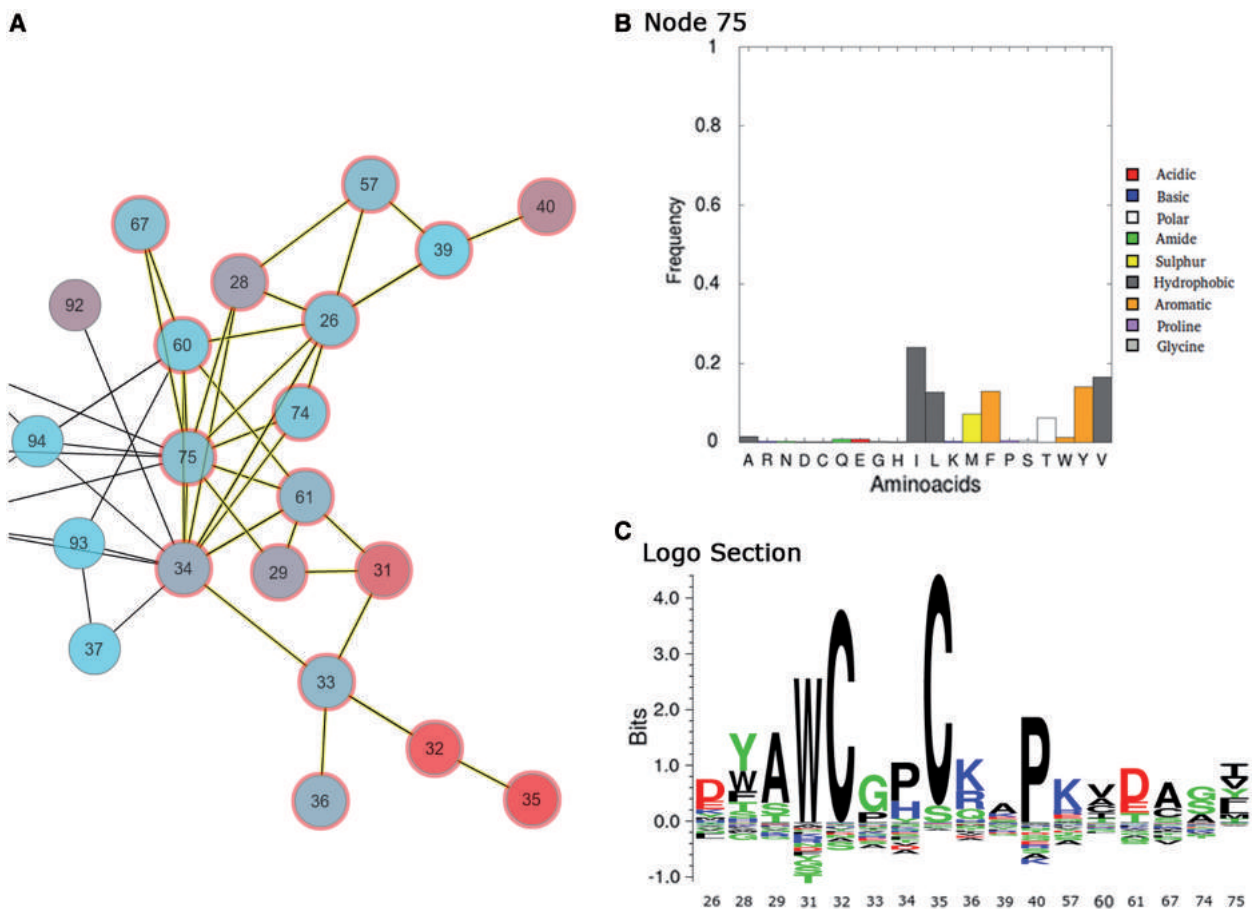 A
57
40
67
39
28
92
26
60
74
94
75
61
93
34
29
31
37
33
32
36
35
B Node 75
1
0.8
0.6
0.4
0.2
0
Frequency
A R N D C Q E G H I L K M F P S T W Y V
Aminoacids
Acidic
Basic
Polar
Amide
Sulphur
Hydrophobic
Aromatic
Proline
Glycine
C Logo Section
4.0
3.0
2.0
1.0
0.0
-1.0
Bits
26 28 29 31 32 33 34 35 36 39 40 57 60 61 67 74 75